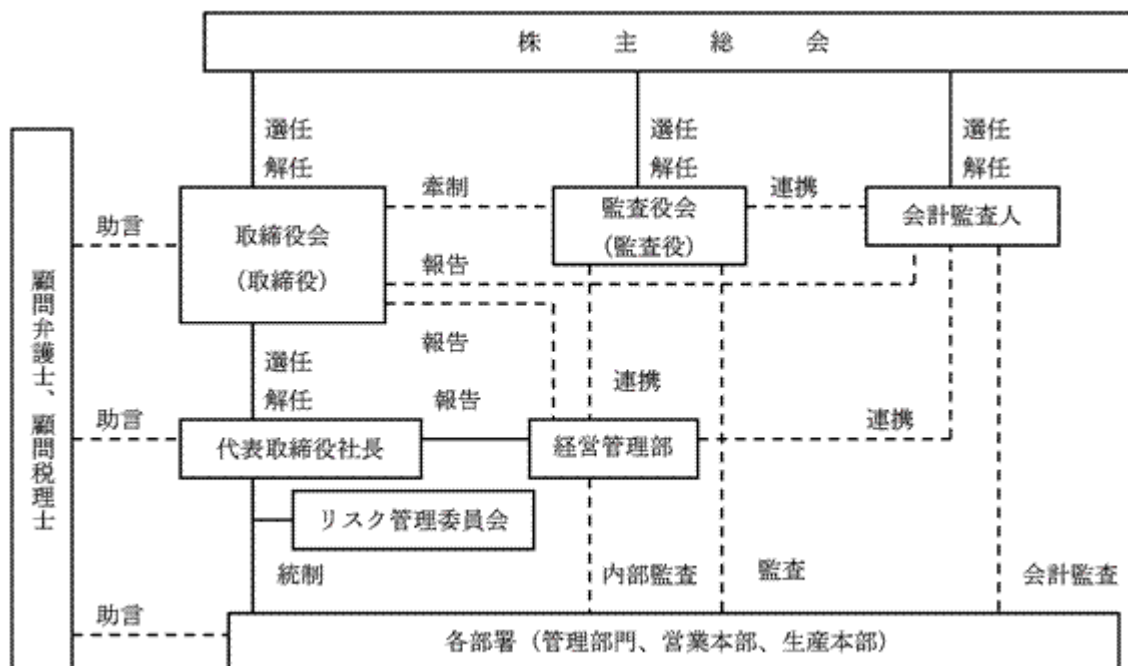 株主総会
選任
解任
選任
解任
選任
解任
顧問弁護士、顧問税理士
助言
取締役会
(取締役)
牽制
監査役会
(監査役)
連携
会計監査人
報告
報告
選任
解任
連携
助言
代表取締役社長
報告
経営管理部
連携
リスク管理委員会
統制
内部監査
監査
会計監査
助言
各部署(管理部門、営業本部、生産本部)